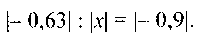 |– 0,63| : |x| = |– 0,9|.